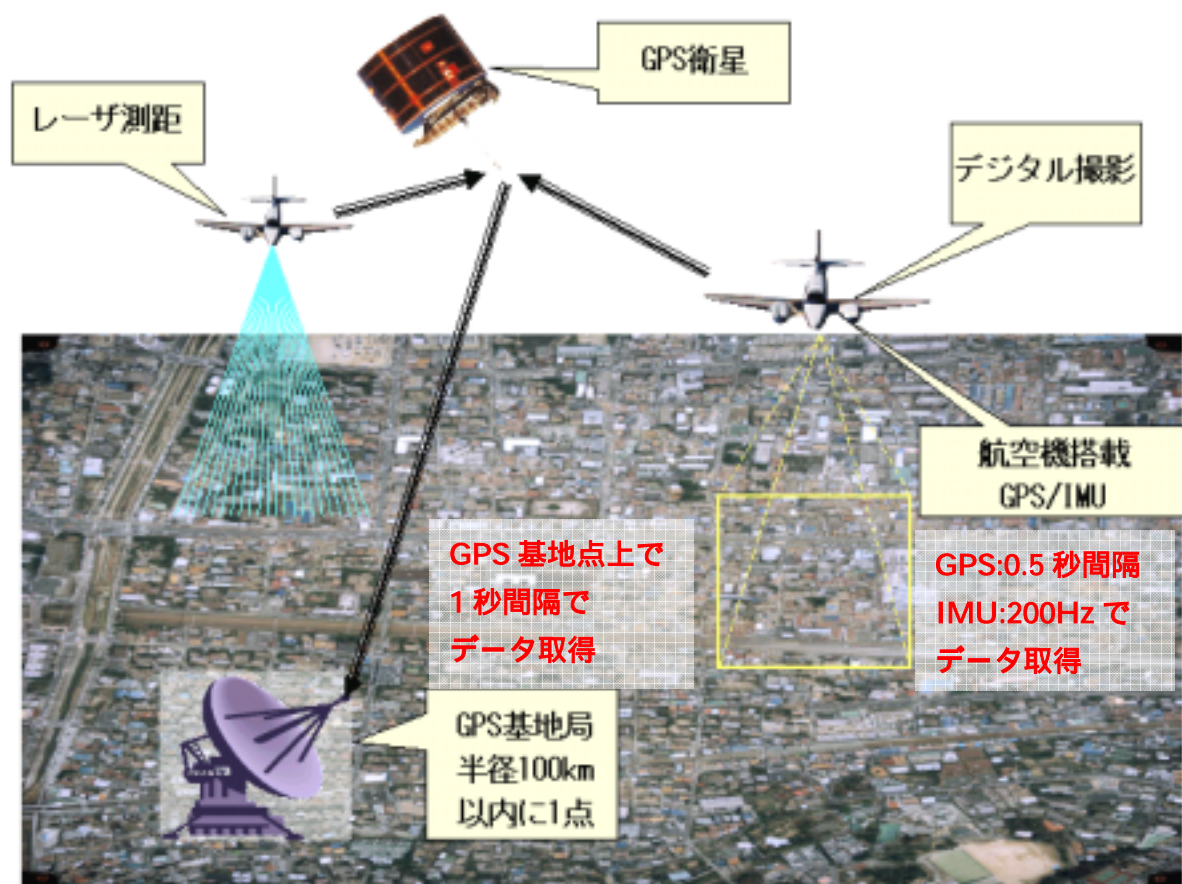 GPS衛星
レーザ測距
デジタル撮影
航空機搭載
GPS/IMU
GPS 基地点上で
1 秒間隔で
データ取得
GPS:0.5 秒間隔
IMU:200Hz で
データ取得
GPS基地局
半径100km
以内に1点